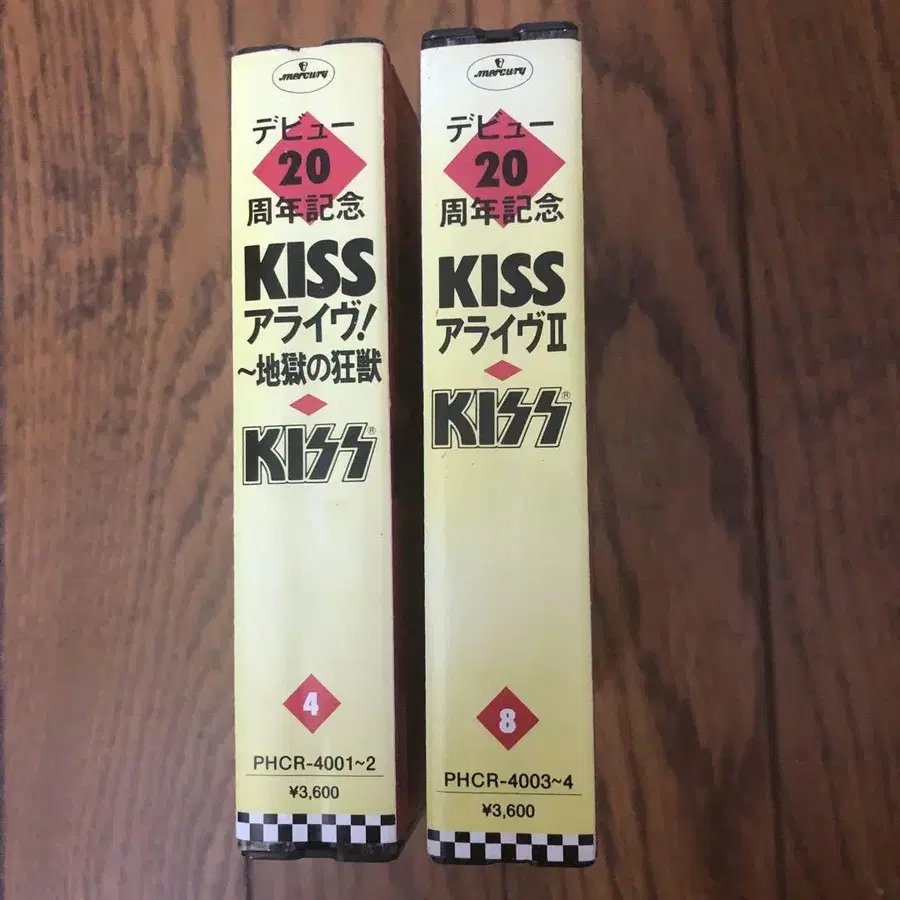 mercury
デビュー
20
周年記念
KISS
アライヴ!
~地獄の狂獣
KISS®
4
PHCR-4001~2
¥3,600
mercury
デビュー
20
周年記念
KISS
アライヴⅡ
KISS®
8
PHCR-4003~4
¥3,600